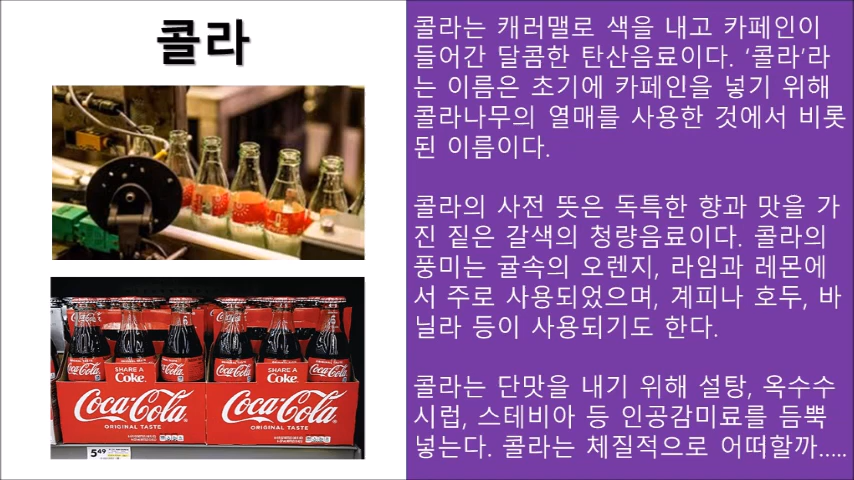 콜라
콜라는 캐러맬로 색을 내고 카페인이
들어간 달콤한 탄산음료이다. ‘콜라’라
는 이름은 초기에 카페인을 넣기 위해
콜라나무의 열매를 사용한 것에서 비롯
된 이름이다.
콜라의 사전 뜻은 독특한 향과 맛을 가
진 짙은 갈색의 청량음료이다. 콜라의
풍미는 귤속의 오렌지, 라임과 레몬에
서 주로 사용되었으며, 계피나 호두, 바
닐라 등이 사용되기도 한다.
콜라는 단맛을 내기 위해 설탕, 옥수수
시럽, 스테비아 등 인공감미료를 듬뿍
넣는다. 콜라는 체질적으로 어떠할까.....
SHARE A
Coke.
SHARE A
Coke.
Coca-Cola
ORIGINAL TASTE
Coca-Cola
ORIGINAL TASTE
5.49